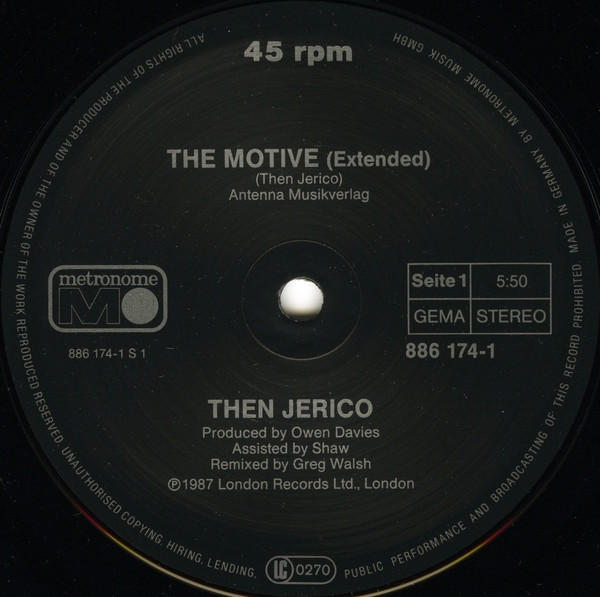 45 rpm
THE MOTIVE (Extended)
(Then Jerico)
Antenna Musikverlag
metronome
M
886 174-1 S 1
Seite 1 5:50
GEMA STEREO
886 174-1
THEN JERICO
Produced by Owen Davies
Assisted by Shaw
Remixed by Greg Walsh
℗1987 London Records Ltd., London
ALL RIGHTS OF THE PRODUCER AND OF THE OWNER OF THE WORK REPRODUCED RESERVED. UNAUTHORISED COPYING, HIRING, LENDING, PUBLIC PERFORMANCE AND BROADCASTING OF THIS RECORD PROHIBITED. MADE IN GERMANY BY METRONOME MUSIK GMBH
LC 0270